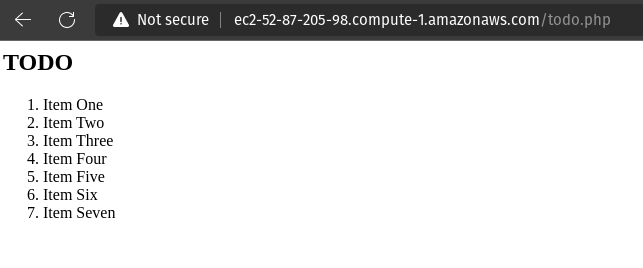 Not secure ec2-52-87-205-98.compute-1.amazonaws.com/todo.php
TODO
1. Item One
2. Item Two
3. Item Three
4. Item Four
5. Item Five
6. Item Six
7. Item Seven